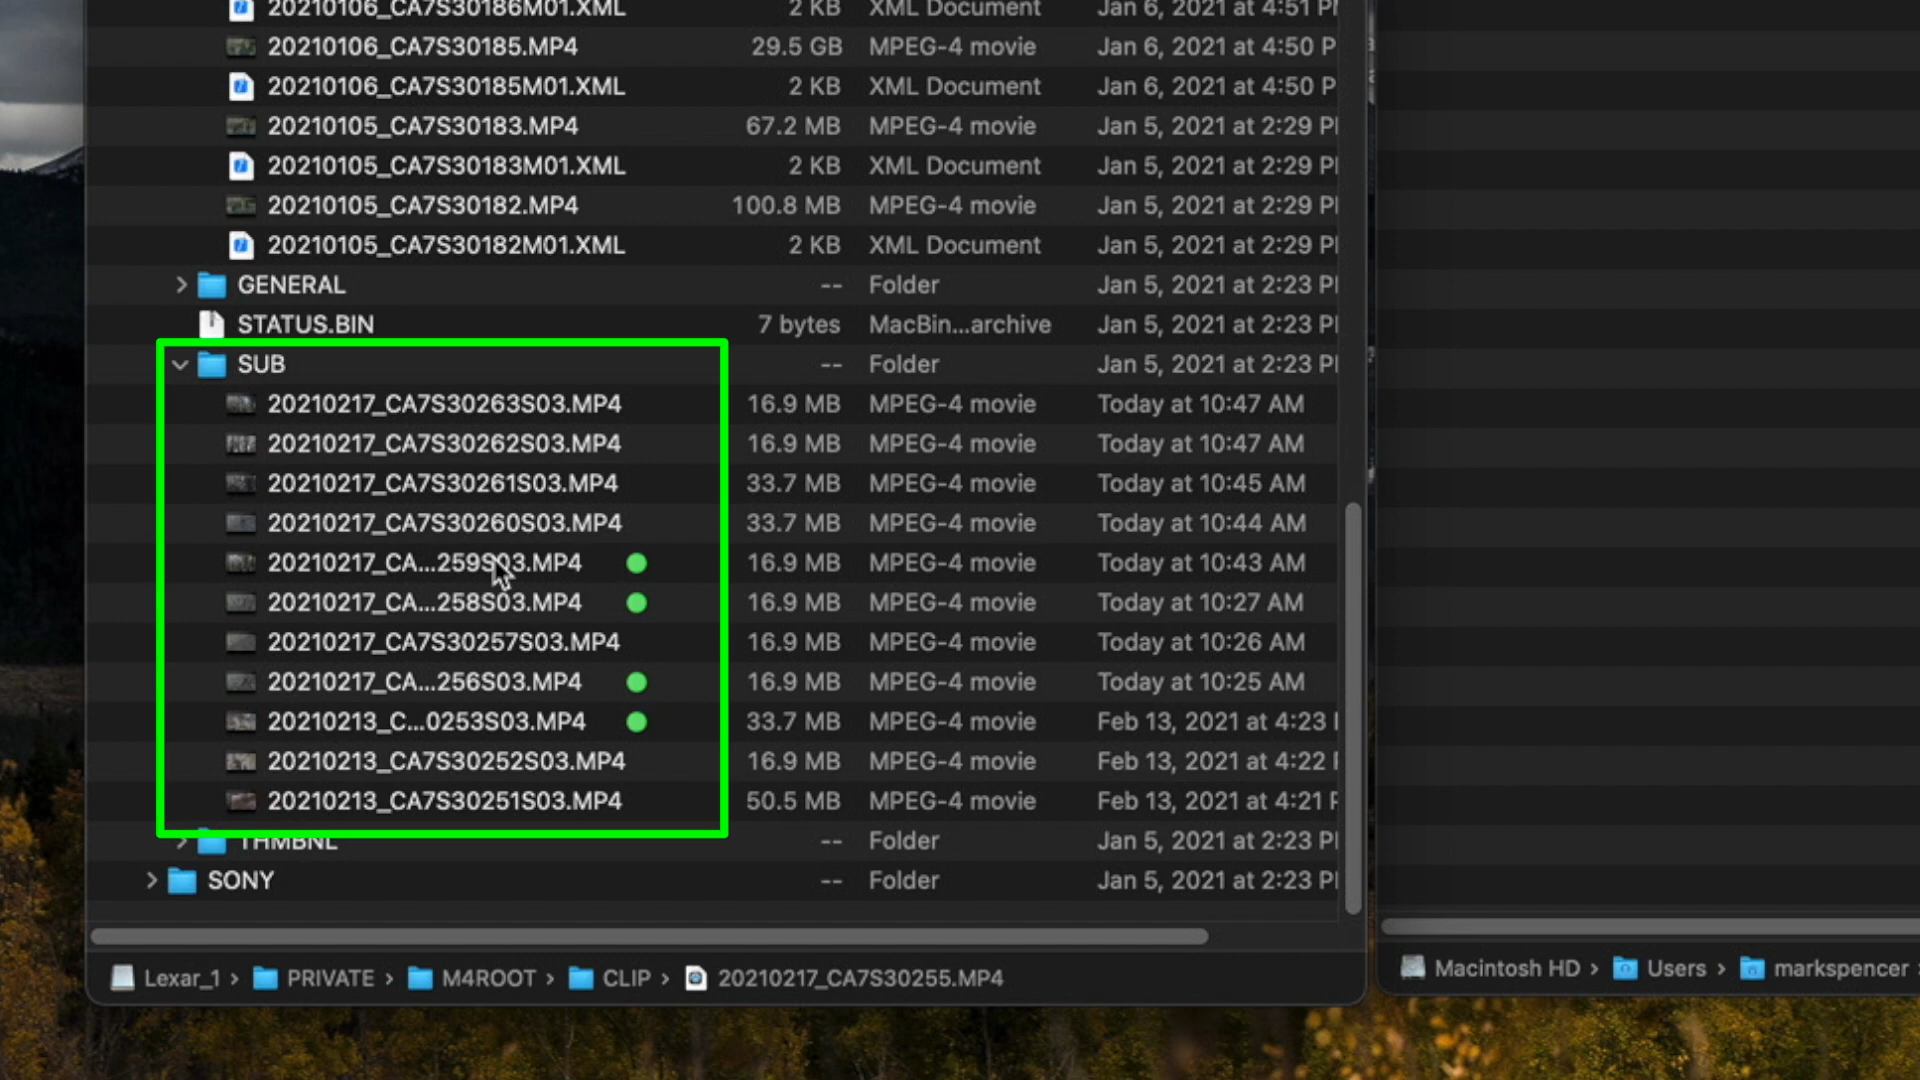 20210106_CA7S30186M01.XML 2 KB XML Document Jan 6, 2021 at 4:51 P
20210106_CA7S30185.MP4 29.5 GB MPEG-4 movie Jan 6, 2021 at 4:50 P
20210106_CA7S30185M01.XML 2 KB XML Document Jan 6, 2021 at 4:50 P
20210105_CA7S30183.MP4 67.2 MB MPEG-4 movie Jan 5, 2021 at 2:29 P
20210105_CA7S30183M01.XML 2 KB XML Document Jan 5, 2021 at 2:29 P
20210105_CA7S30182.MP4 100.8 MB MPEG-4 movie Jan 5, 2021 at 2:29 P
20210105_CA7S30182M01.XML 2 KB XML Document Jan 5, 2021 at 2:29 P
GENERAL -- Folder Jan 5, 2021 at 2:23 P
STATUS.BIN 7 bytes MacBin...archive Jan 5, 2021 at 2:23 P
SUB -- Folder Jan 5, 2021 at 2:23 P
20210217_CA7S30263S03.MP4 16.9 MB MPEG-4 movie Today at 10:47 AM
20210217_CA7S30262S03.MP4 16.9 MB MPEG-4 movie Today at 10:47 AM
20210217_CA7S30261S03.MP4 33.7 MB MPEG-4 movie Today at 10:45 AM
20210217_CA7S30260S03.MP4 33.7 MB MPEG-4 movie Today at 10:44 AM
20210217_CA...259S03.MP4 16.9 MB MPEG-4 movie Today at 10:43 AM
20210217_CA...258S03.MP4 16.9 MB MPEG-4 movie Today at 10:27 AM
20210217_CA7S30257S03.MP4 16.9 MB MPEG-4 movie Today at 10:26 AM
20210217_CA...256S03.MP4 16.9 MB MPEG-4 movie Today at 10:25 AM
20210213_C...0253S03.MP4 33.7 MB MPEG-4 movie Feb 13, 2021 at 4:23
20210213_CA7S30252S03.MP4 16.9 MB MPEG-4 movie Feb 13, 2021 at 4:22
20210213_CA7S30251S03.MP4 50.5 MB MPEG-4 movie Feb 13, 2021 at 4:21 P
THMBNL -- Folder Jan 5, 2021 at 2:23 P
SONY -- Folder Jan 5, 2021 at 2:23 P
Lexar_1 › PRIVATE › M4ROOT › CLIP › 20210217_CA7S30255.MP4
Macintosh HD › Users › markspencer